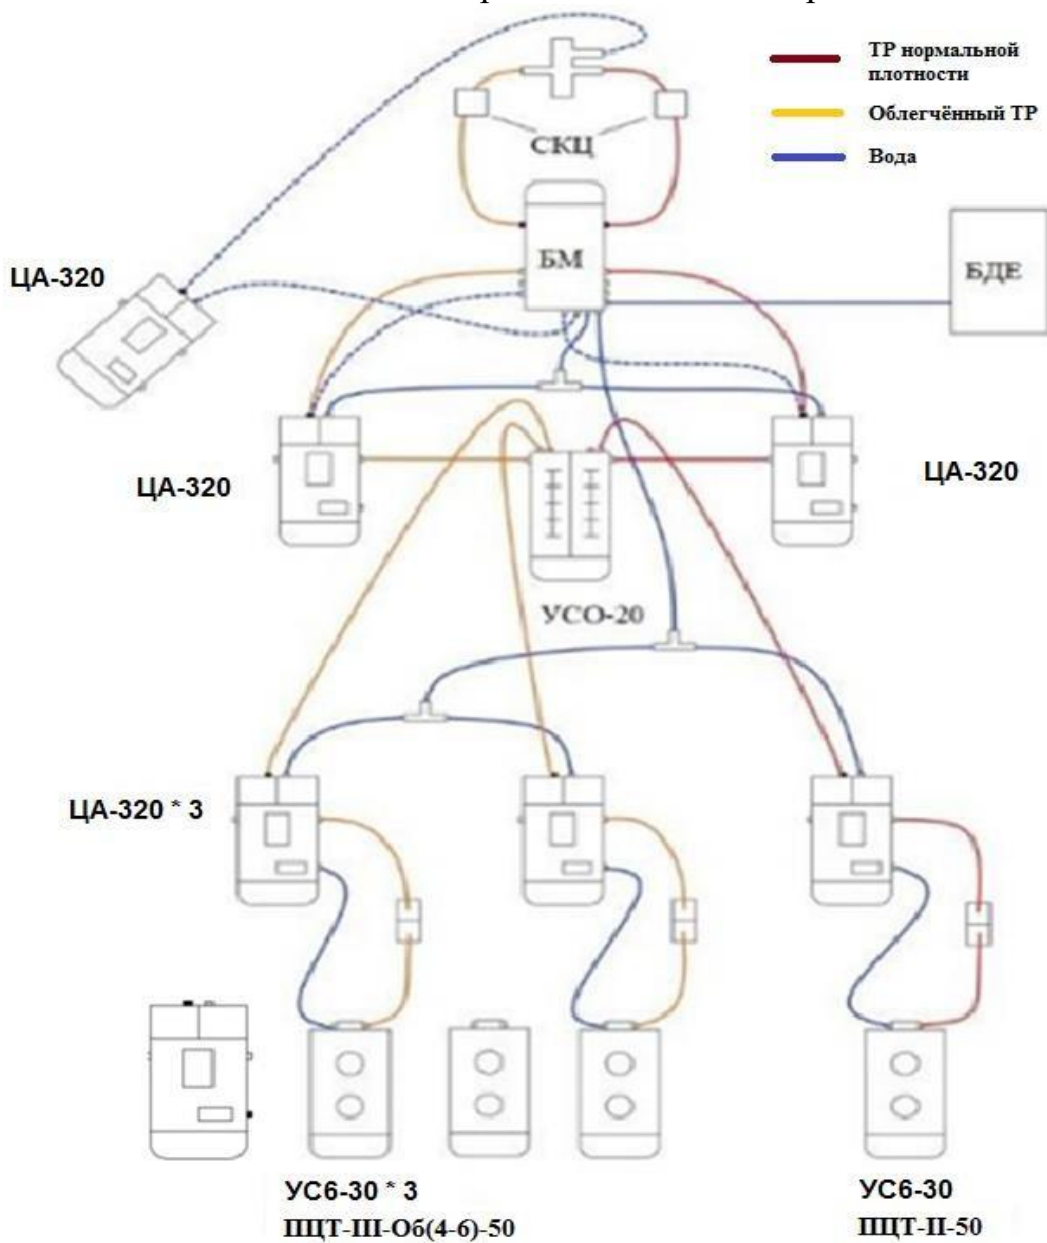 ТР нормальной
плотности
Облегчённый ТР
Вода
СКЦ
БМ
БДЕ
ЦА-320
ЦА-320
ЦА-320
УСО-20
ЦА-320 * 3
УС6-30 * 3
ПЦТ-III-Об(4-6)-50
УС6-30
ПЦТ-II-50